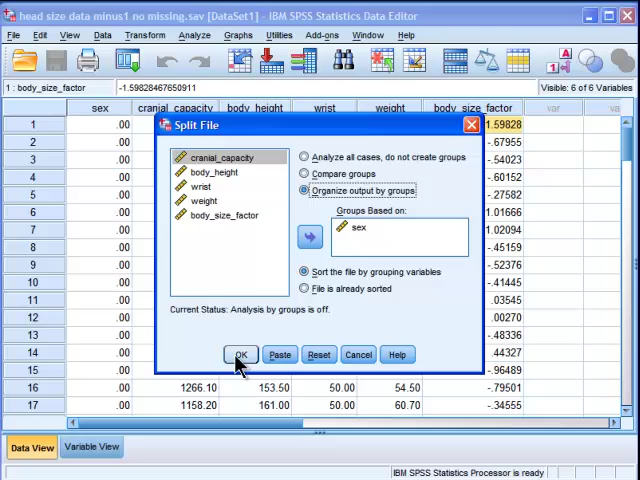 head size data minus1 no missing.sav [DataSet1] - IBM SPSS Statistics Data Editor
File Edit View Data Transform Analyze Graphs Utilities Add-ons Window Help
1 : body_size_factor -1.59828467650911 Visible: 6 of 6 Variables
sex cranial_capacity body_height wrist weight body_size_factor var var
1 .00 1.59828
2 .00 -.67955
3 .00 -.54023
4 .00 -.60152
5 .00 -.27582
6 .00 1.01666
7 .00 1.02094
8 .00 -.45159
9 .00 -.52376
10 .00 -.41445
11 .00 .03545
12 .00 .00270
13 .00 -.48336
14 .00 .44327
15 .00 -.96489
16 .00 1266.10 153.50 50.00 54.50 -.79501
17 .00 1158.20 161.00 50.00 60.70 -.34555
Split File
cranial_capacity
body_height
wrist
weight
body_size_factor
Analyze all cases, do not create groups
Compare groups
Organize output by groups
Groups Based on:
sex
Sort the file by grouping variables
File is already sorted
Current Status: Analysis by groups is off.
OK Paste Reset Cancel Help
Data View Variable View
IBM SPSS Statistics Processor is ready